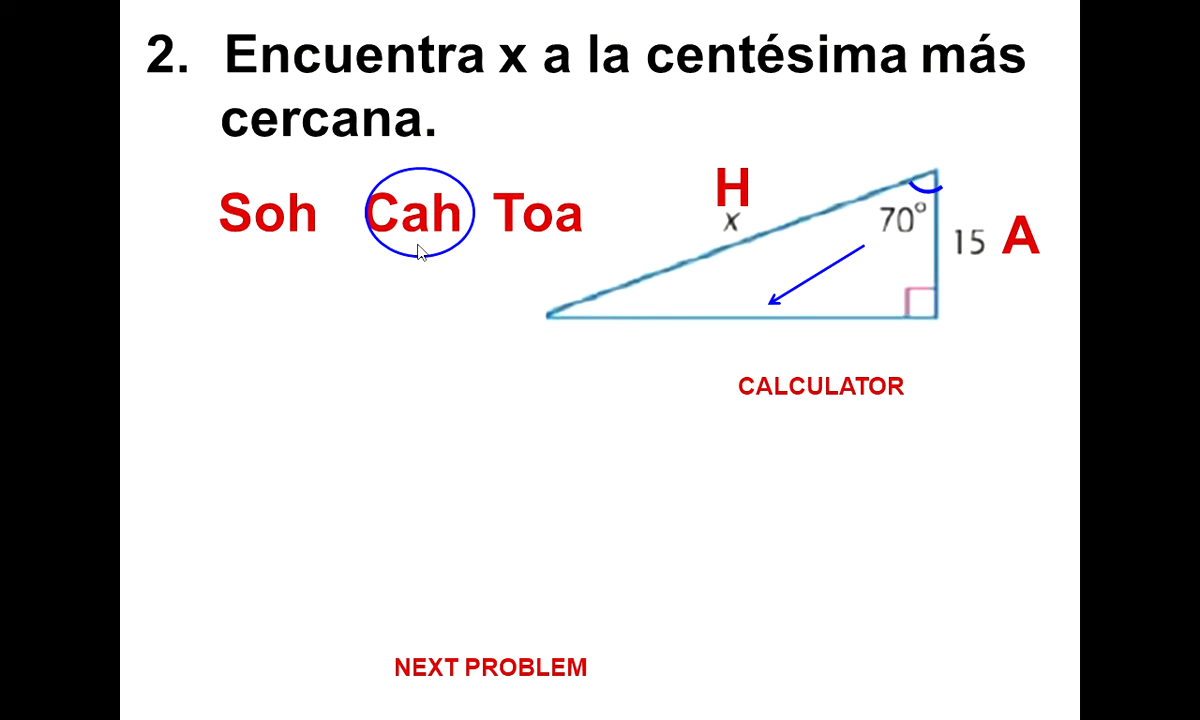 2. Encuentra x a la centésima más
cercana.
Soh Cah Toa
H
x
70°
15 A
CALCULATOR
NEXT PROBLEM